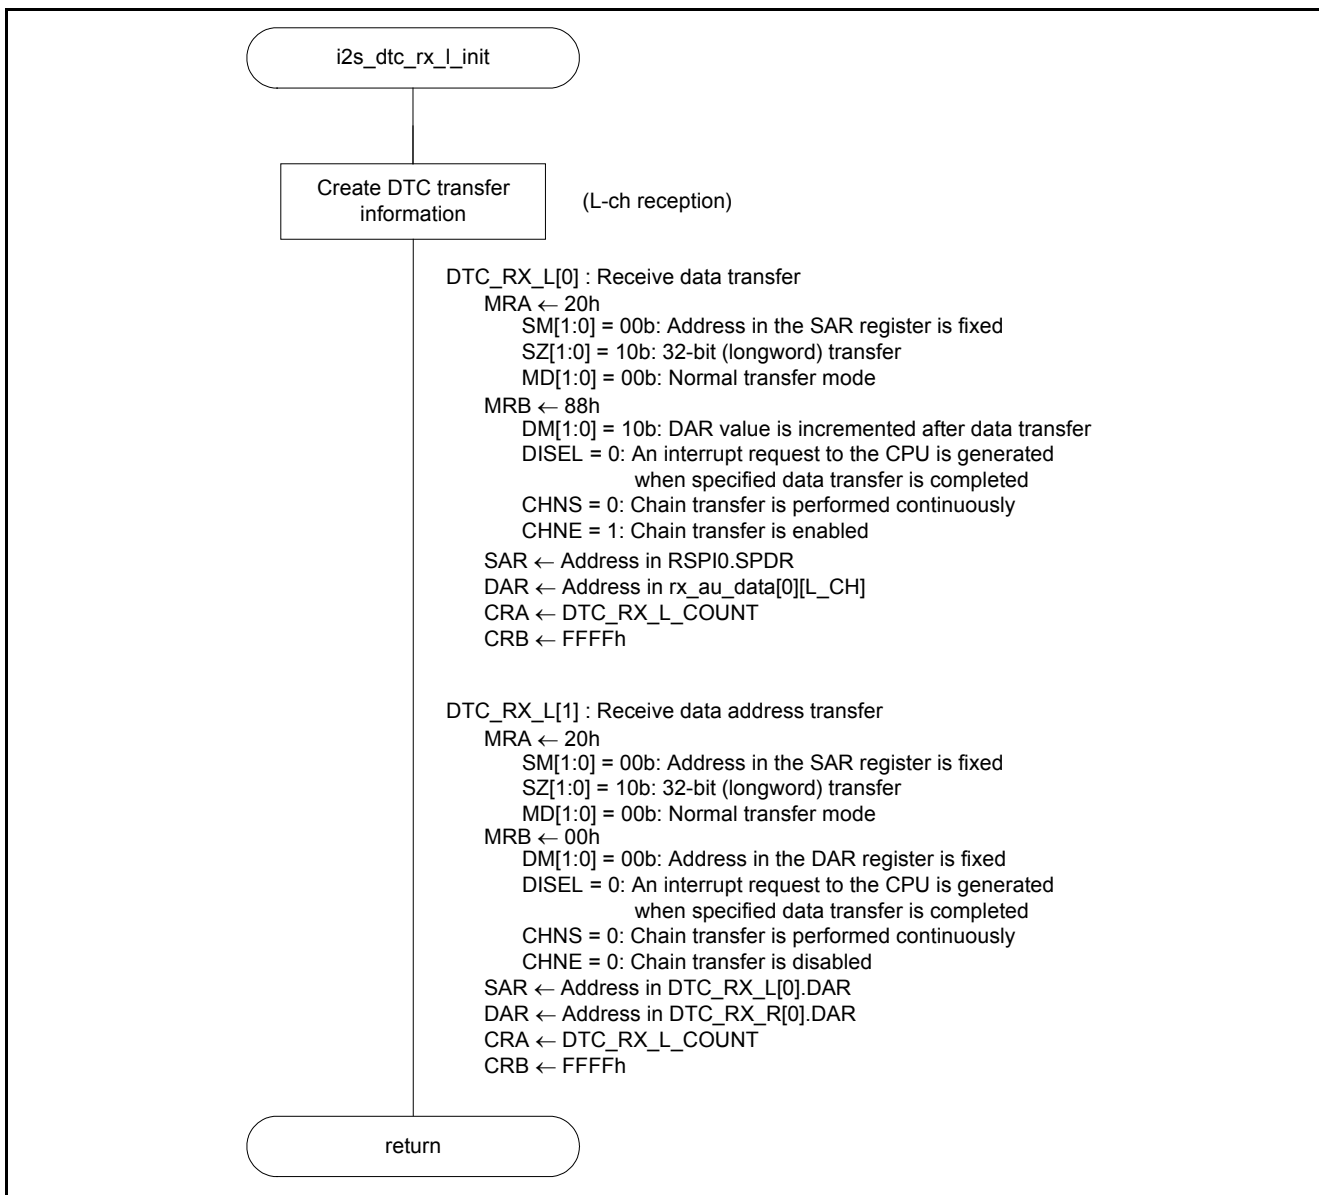 i2s_dtc_rx_l_init
Create DTC transfer
information
(L-ch reception)
DTC_RX_L[0] : Receive data transfer
MRA ← 20h
SM[1:0] = 00b: Address in the SAR register is fixed
SZ[1:0] = 10b: 32-bit (longword) transfer
MD[1:0] = 00b: Normal transfer mode
MRB ← 88h
DM[1:0] = 10b: DAR value is incremented after data transfer
DISEL = 0: An interrupt request to the CPU is generated
when specified data transfer is completed
CHNS = 0: Chain transfer is performed continuously
CHNE = 1: Chain transfer is enabled
SAR ← Address in RSPI0.SPDR
DAR ← Address in rx_au_data[0][L_CH]
CRA ← DTC_RX_L_COUNT
CRB ← FFFFh
DTC_RX_L[1] : Receive data address transfer
MRA ← 20h
SM[1:0] = 00b: Address in the SAR register is fixed
SZ[1:0] = 10b: 32-bit (longword) transfer
MD[1:0] = 00b: Normal transfer mode
MRB ← 00h
DM[1:0] = 00b: Address in the DAR register is fixed
DISEL = 0: An interrupt request to the CPU is generated
when specified data transfer is completed
CHNS = 0: Chain transfer is performed continuously
CHNE = 0: Chain transfer is disabled
SAR ← Address in DTC_RX_L[0].DAR
DAR ← Address in DTC_RX_R[0].DAR
CRA ← DTC_RX_L_COUNT
CRB ← FFFFh
return